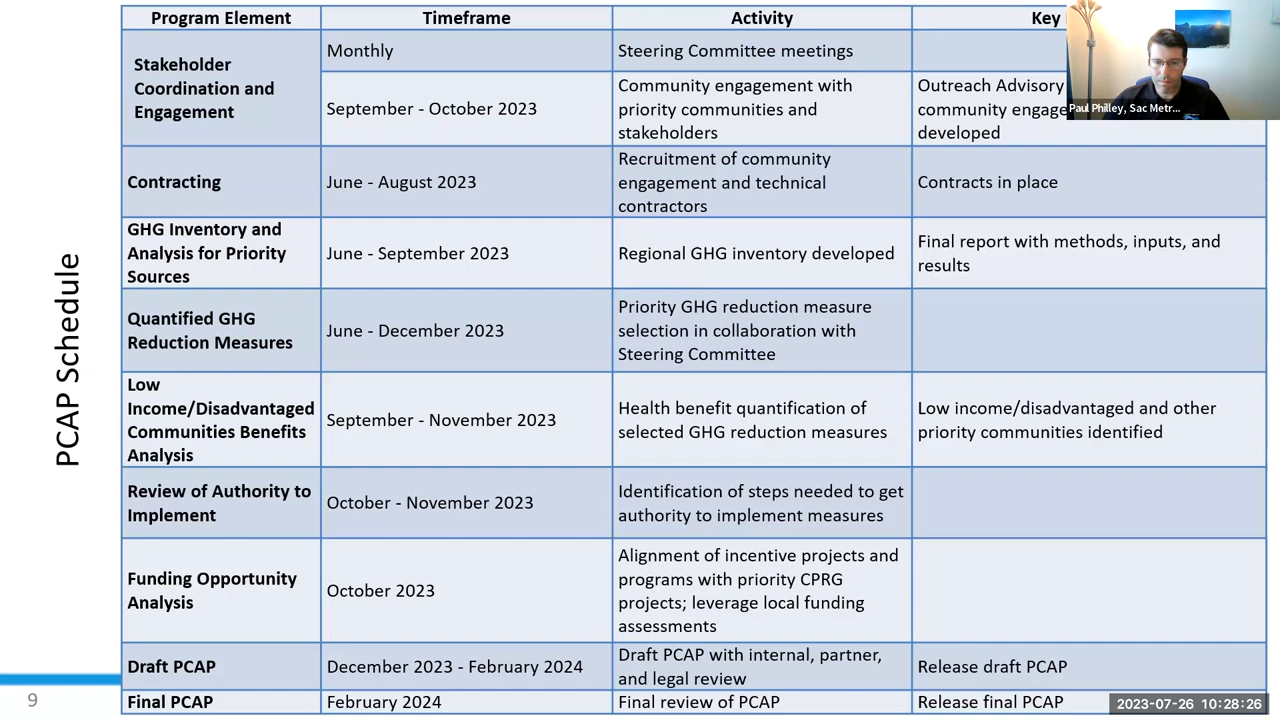 PCAP Schedule
Program Element
Timeframe
Activity
Key
Stakeholder
Coordination and
Engagement
Monthly
Steering Committee meetings
September - October 2023
Community engagement with
priority communities and
stakeholders
Outreach Advisory
community engage
developed
Paul Philley, Sac Metr...
Contracting
June - August 2023
Recruitment of community
engagement and technical
contractors
Contracts in place
GHG Inventory and
Analysis for Priority
Sources
June - September 2023
Regional GHG inventory developed
Final report with methods, inputs, and
results
Quantified GHG
Reduction Measures
June - December 2023
Priority GHG reduction measure
selection in collaboration with
Steering Committee
Low
Income/Disadvantaged
Communities Benefits
Analysis
September - November 2023
Health benefit quantification of
selected GHG reduction measures
Low income/disadvantaged and other
priority communities identified
Review of Authority to
Implement
October - November 2023
Identification of steps needed to get
authority to implement measures
Funding Opportunity
Analysis
October 2023
Alignment of incentive projects and
programs with priority CPRG
projects; leverage local funding
assessments
Draft PCAP
December 2023 - February 2024
Draft PCAP with internal, partner,
and legal review
Release draft PCAP
Final PCAP
February 2024
Final review of PCAP
Release final PCAP
9
2023-07-26 10:28:26